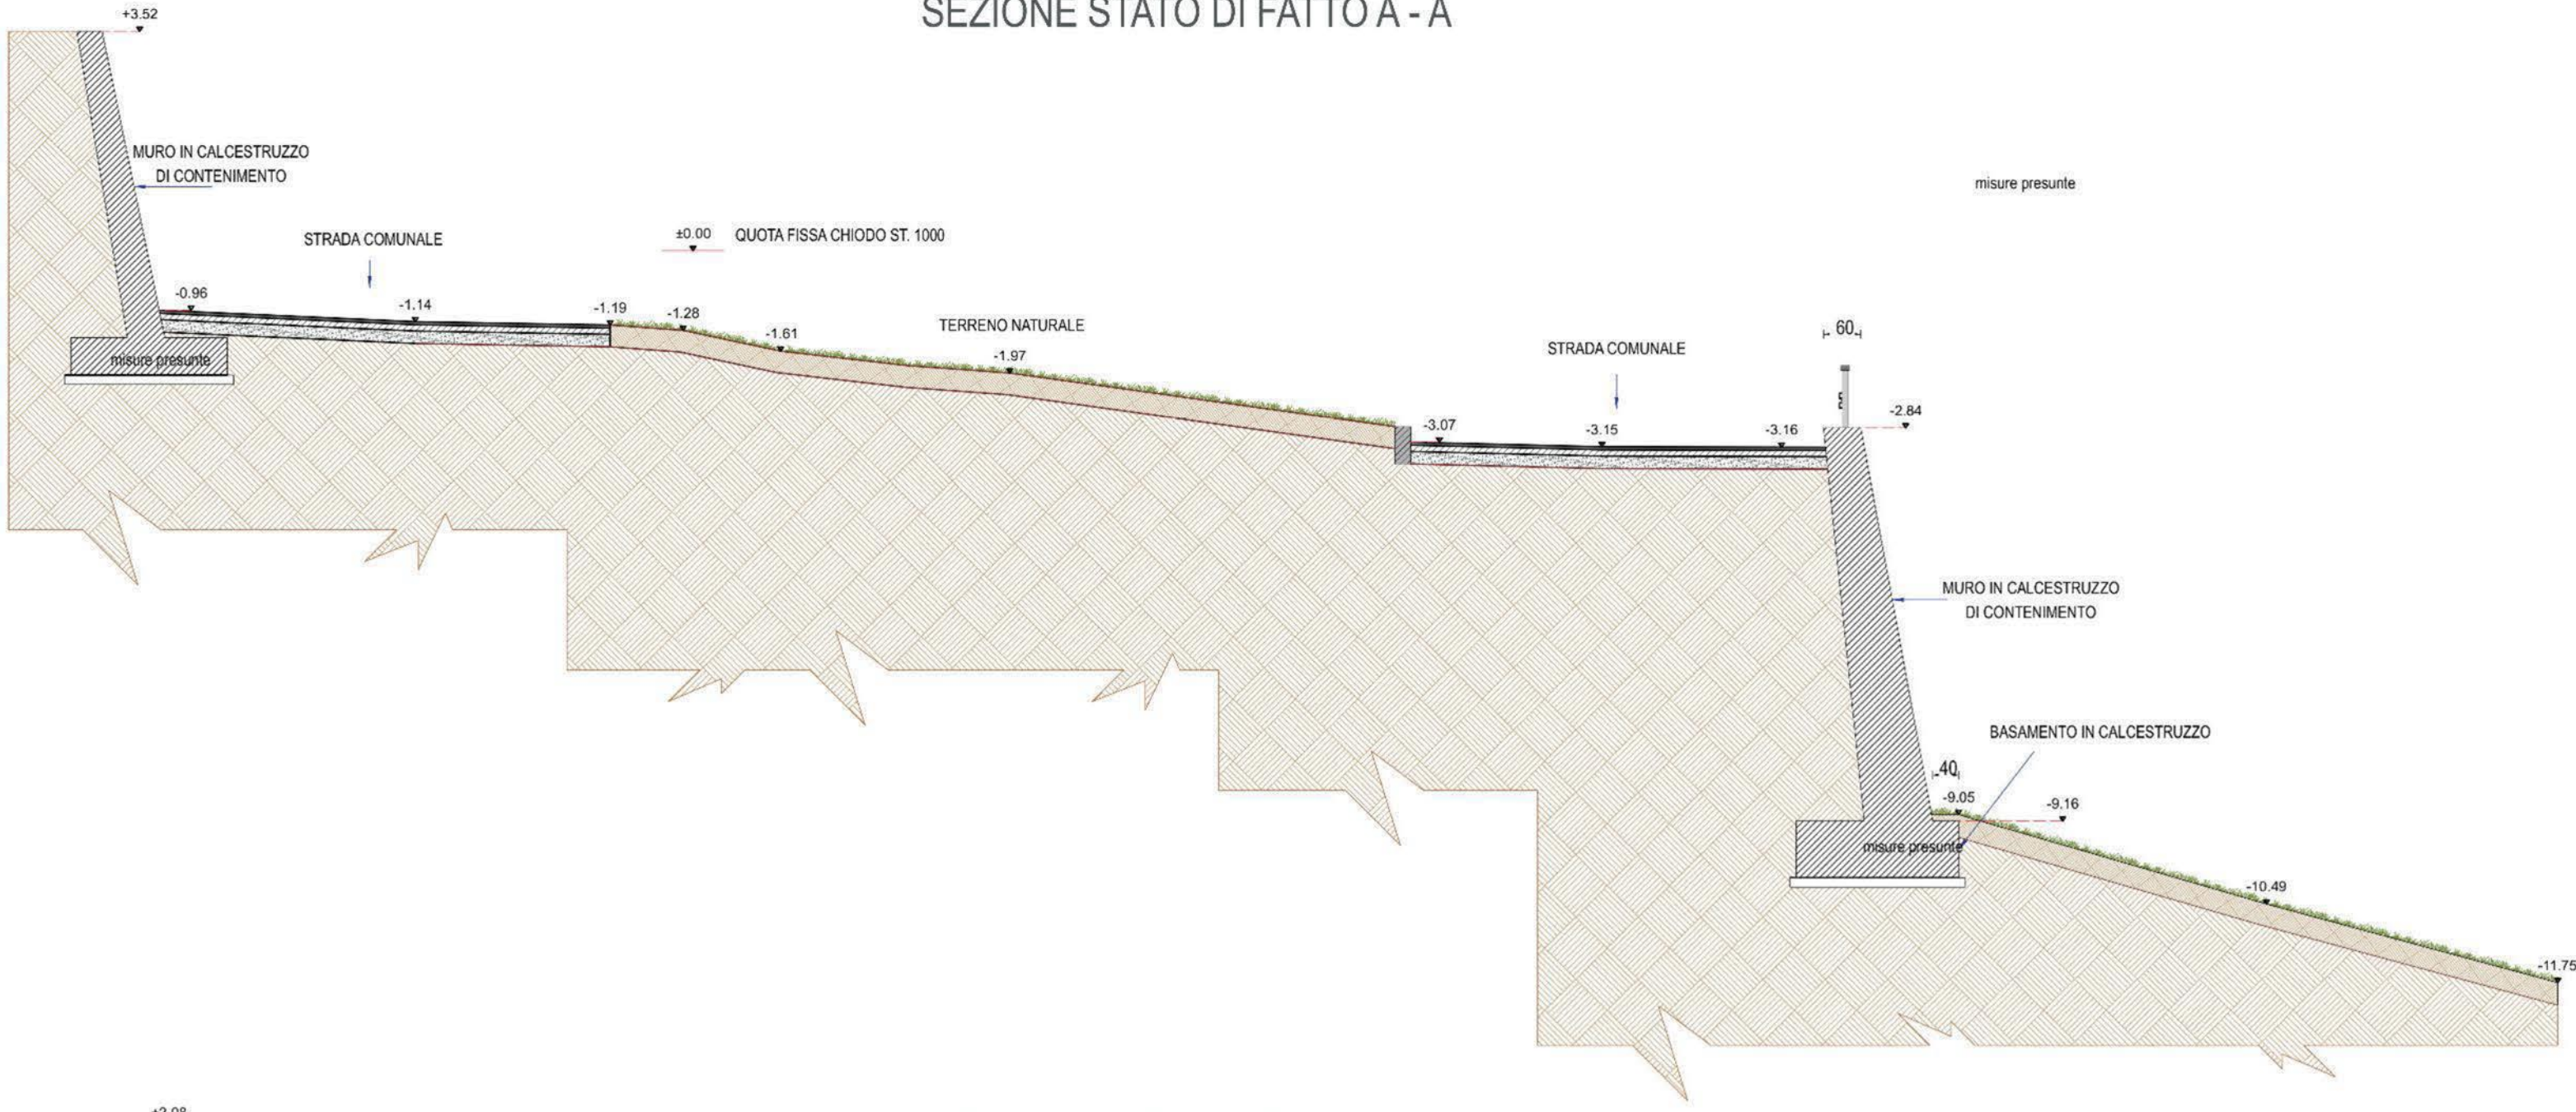 SEZIONE STATO DI FATTO A - A
+3.52
MURO IN CALCESTRUZZO
DI CONTENIMENTO
misure presunte
STRADA COMUNALE
±0.00 QUOTA FISSA CHIODO ST. 1000
-0.96
-1.14
-1.19
-1.28
-1.61
TERRENO NATURALE
-1.97
misure presunte
STRADA COMUNALE
60
-2.84
-3.07
-3.15
-3.16
MURO IN CALCESTRUZZO
DI CONTENIMENTO
BASAMENTO IN CALCESTRUZZO
40
-9.05
-9.16
misure presunte
-10.49
-11.75